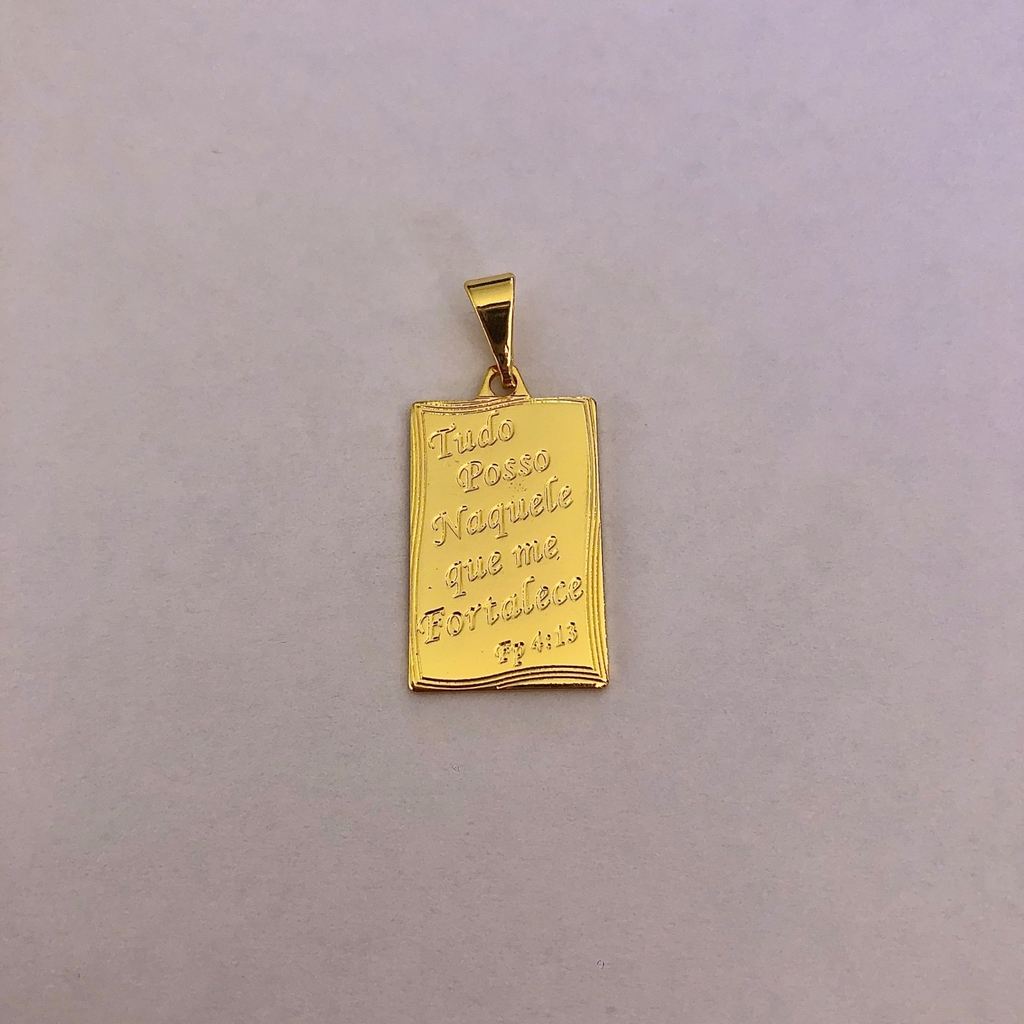 Tudo
Posso
Naquele
que me
Fortalece
Fp 4:13